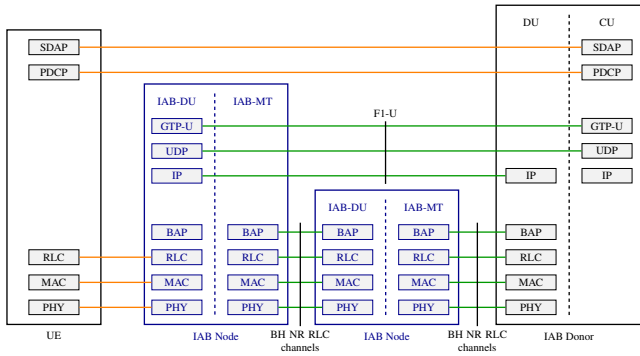 DU CU
SDAP SDAP
PDCP PDCP
IAB-DU IAB-MT
F1-U
GTP-U GTP-U
UDP UDP
IP IP IP
IAB-DU IAB-MT
BAP BAP BAP BAP BAP
RLC RLC RLC RLC RLC RLC
MAC MAC MAC MAC MAC MAC
PHY PHY PHY PHY PHY PHY
UE IAB Node BH NR RLC IAB Node BH NR RLC IAB Donor
channels channels